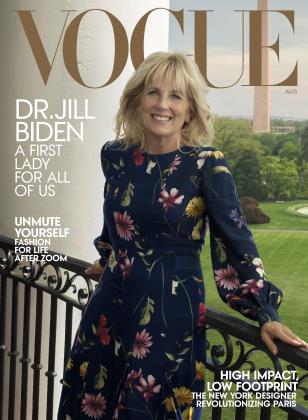 VOGUE
AUG
DR. JILL
BIDEN
A FIRST
LADY
FOR ALL
OF US
UNMUTE
YOURSELF
FASHION
FOR LIFE
AFTER ZOOM
HIGH IMPACT,
LOW FOOTPRINT
THE NEW YORK DESIGNER
REVOLUTIONIZING PARIS